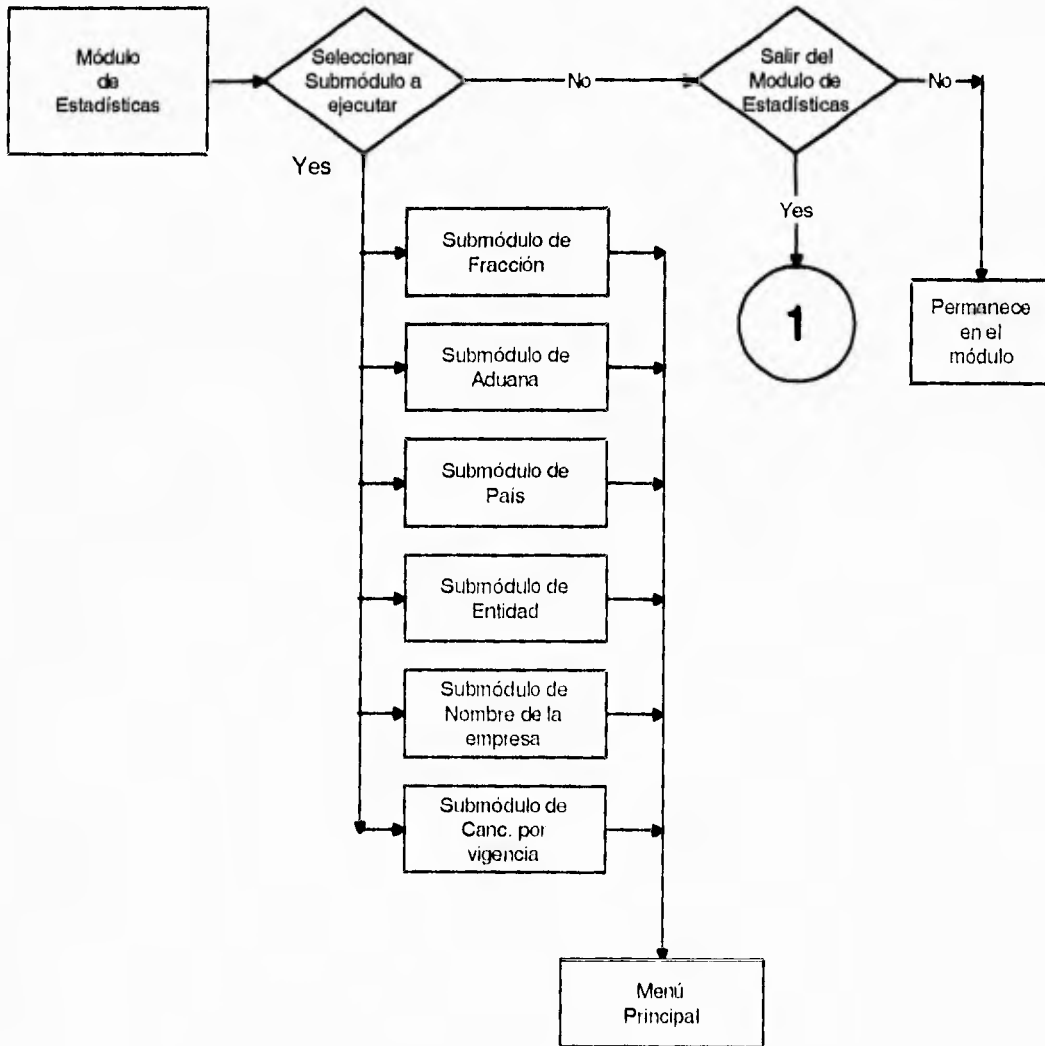 Módulo
de
Estadísticas
Seleccionar
Submódulo a
ejecutar
No
Salir del
Modulo de
Estadísticas
No
Yes
Yes
1
Permanece
en el
módulo
Submódulo de
Fracción
Submódulo de
Aduana
Submódulo de
País
Submódulo de
Entidad
Submódulo de
Nombre de la
empresa
Submódulo de
Canc. por
vigencia
Menú
Principal